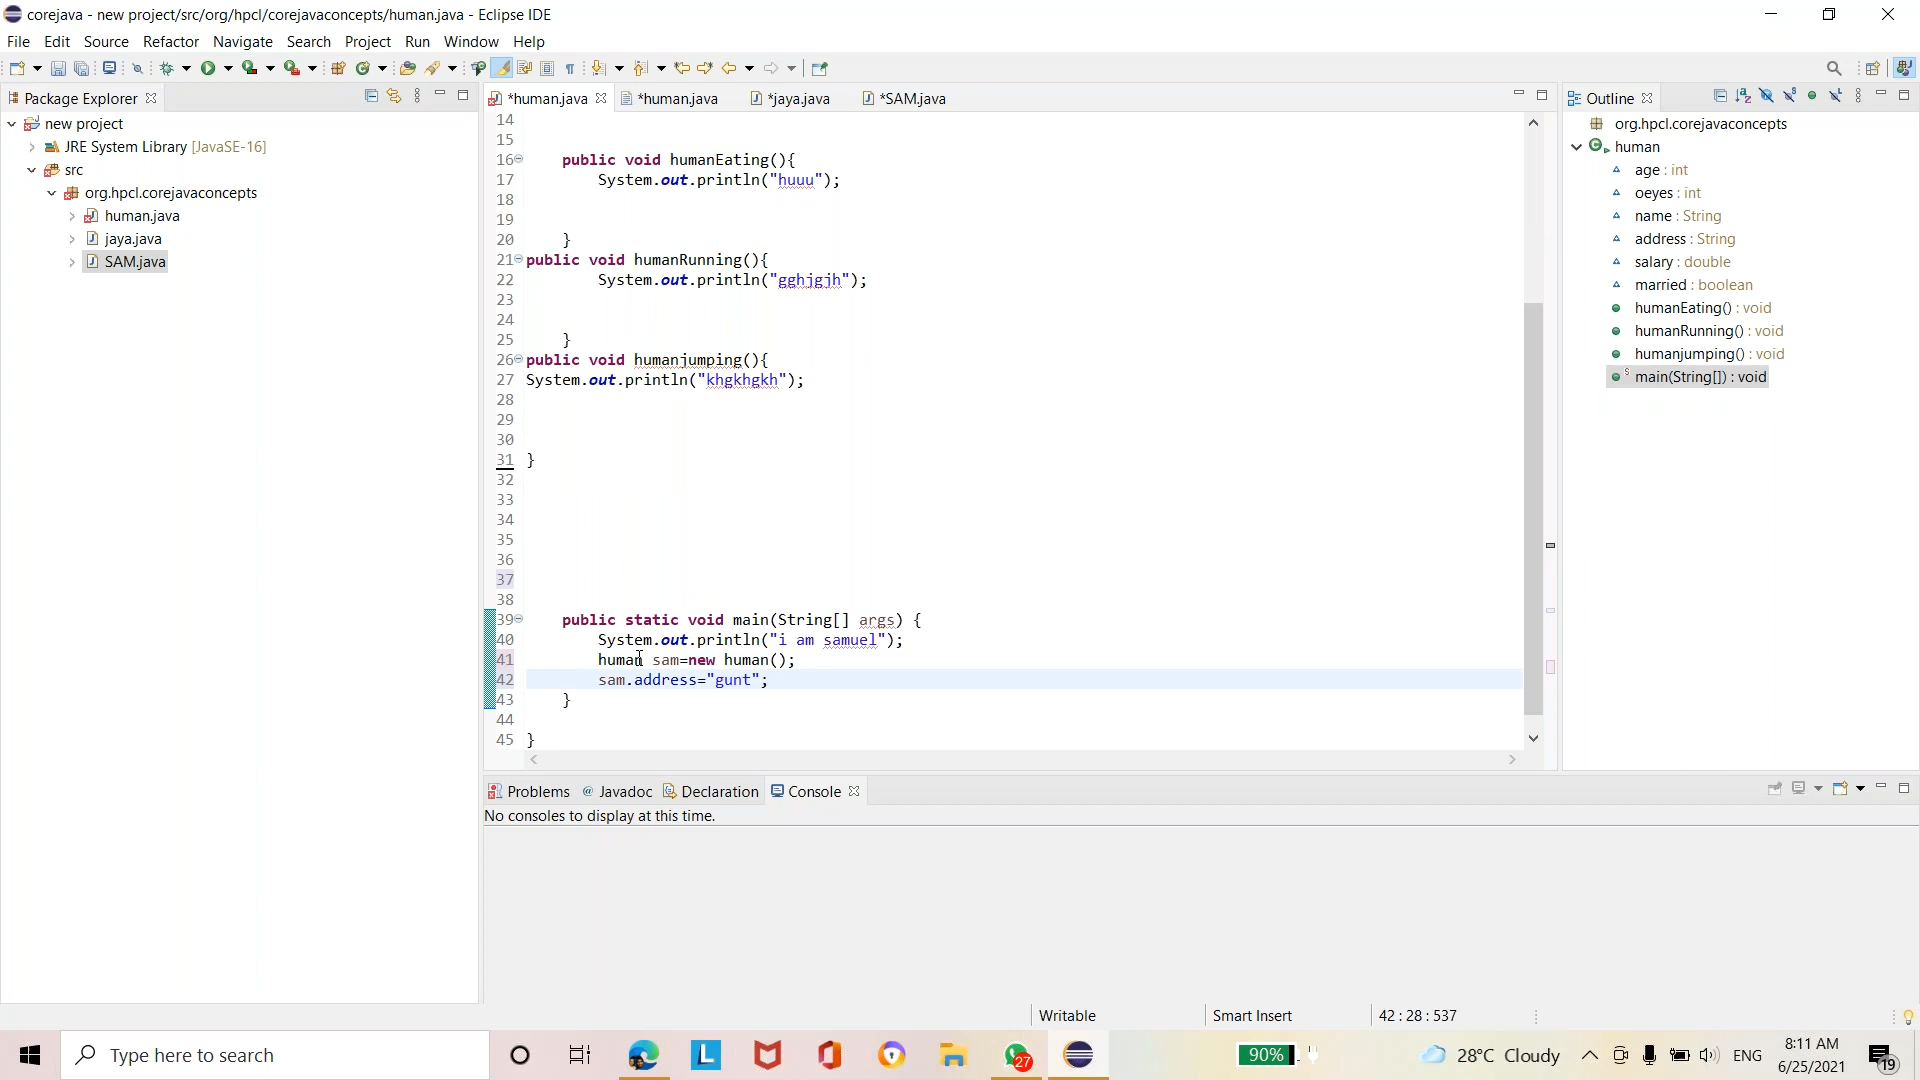 corejava - new project/src/org/hpcl/corejavaconcepts/human.java - Eclipse IDE
File Edit Source Refactor Navigate Search Project Run Window Help
Package Explorer
new project
JRE System Library [JavaSE-16]
src
org.hpcl.corejavaconcepts
human.java
jaya.java
SAM.java
*human.java *human.java *jaya.java *SAM.java
14
15
16 public void humanEating(){
17 System.out.println("huuu");
18
19
20 }
21 public void humanRunning(){
22 System.out.println("gghjgjh");
23
24
25 }
26 public void humanjumping(){
27 System.out.println("khgkhgkh");
28
29
30
31 }
32
33
34
35
36
37
38
39 public static void main(String[] args) {
40 System.out.println("i am samuel");
41 human sam=new human();
42 sam.address="gunt";
43 }
44
45 }
Outline
org.hpcl.corejavaconcepts
human
age : int
oeyes : int
name : String
address : String
salary : double
married : boolean
humanEating() : void
humanRunning() : void
humanjumping() : void
main(String[]) : void
Problems Javadoc Declaration Console
No consoles to display at this time.
Writable Smart Insert 42 : 28 : 537
Type here to search
L
27
90%
28°C Cloudy
ENG
8:11 AM
6/25/2021
19